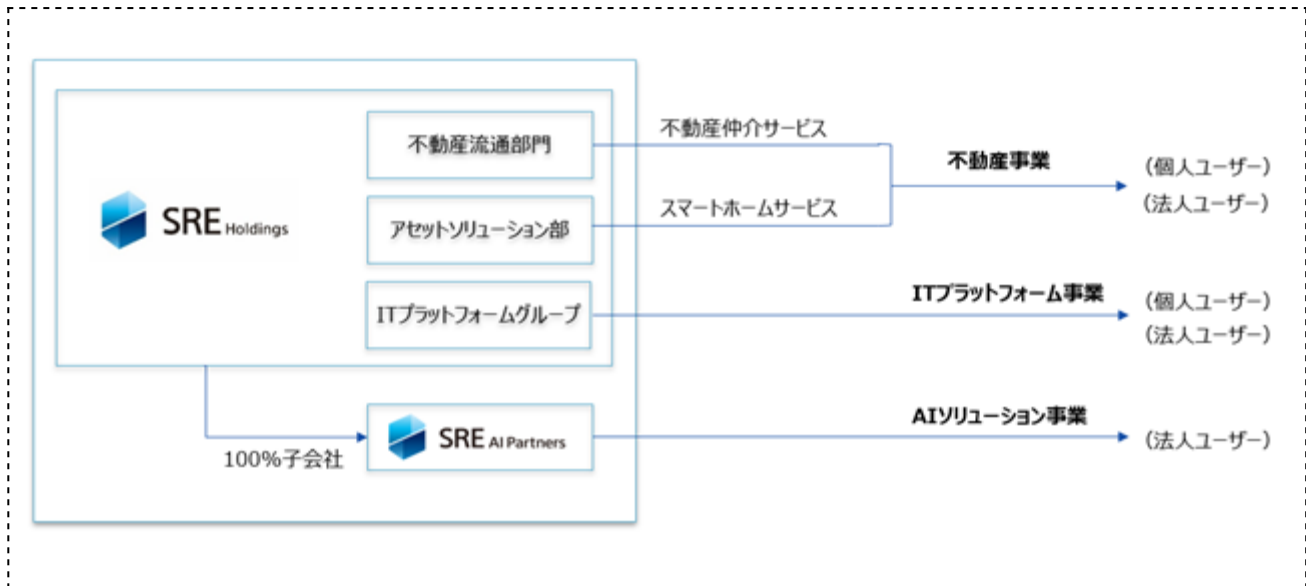 不動産流通部門
不動産仲介サービス
不動産事業
（個人ユーザー）
（法人ユーザー）
SRE Holdings
アセットソリューション部
スマートホームサービス
ITプラットフォームグループ
ITプラットフォーム事業
（個人ユーザー）
（法人ユーザー）
100%子会社
SRE AI Partners
AIソリューション事業
（法人ユーザー）